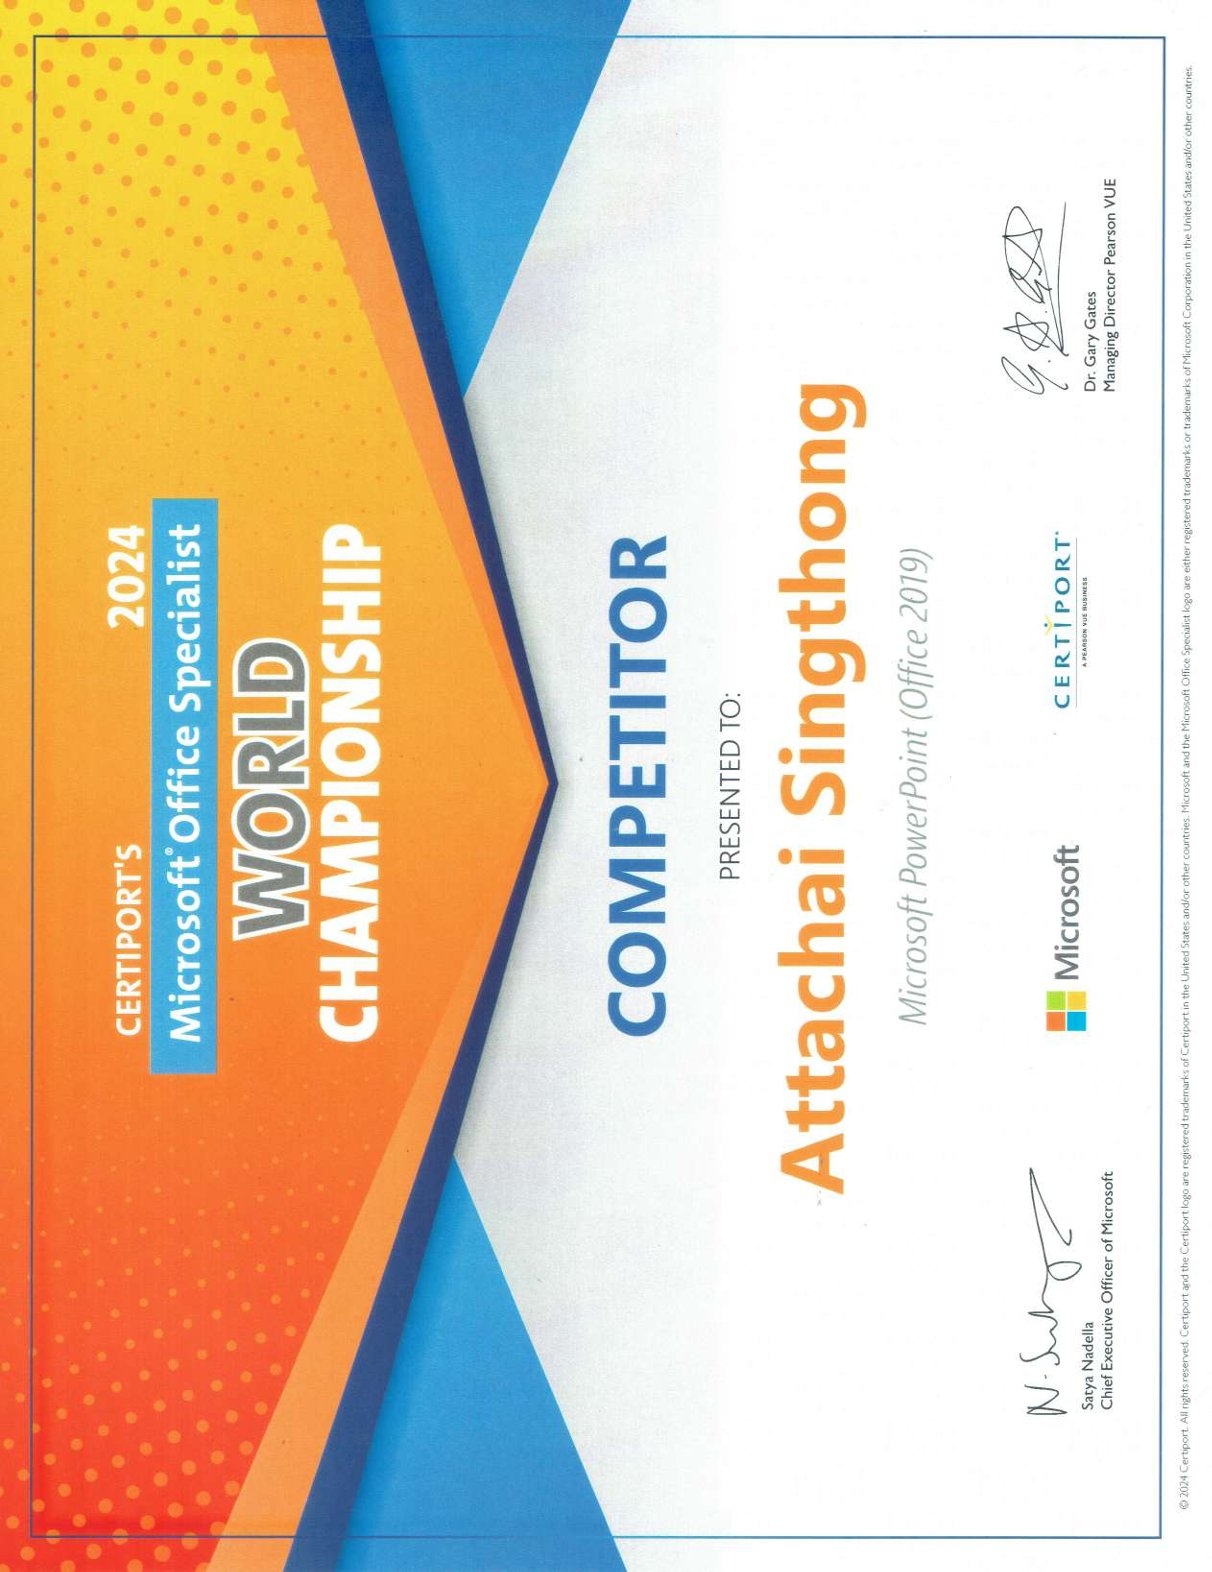 CERTIPORT'S 2024
Microsoft® Office Specialist
WORLD
CHAMPIONSHIP
COMPETITOR
PRESENTED TO:
Attachai Singthong
Microsoft PowerPoint (Office 2019)
Satya Nadella
Chief Executive Officer of Microsoft
Microsoft
CERTIPORT
A PEARSON VUE BUSINESS
Dr. Gary Gates
Managing Director Pearson VUE
© 2024 Certiport. All rights reserved. Certiport and the Certiport logo are registered trademarks of Certiport in the United States and/or other countries. Microsoft and the Microsoft Office Specialist logo are either registered trademarks or trademarks of Microsoft Corporation in the United States and/or other countries.